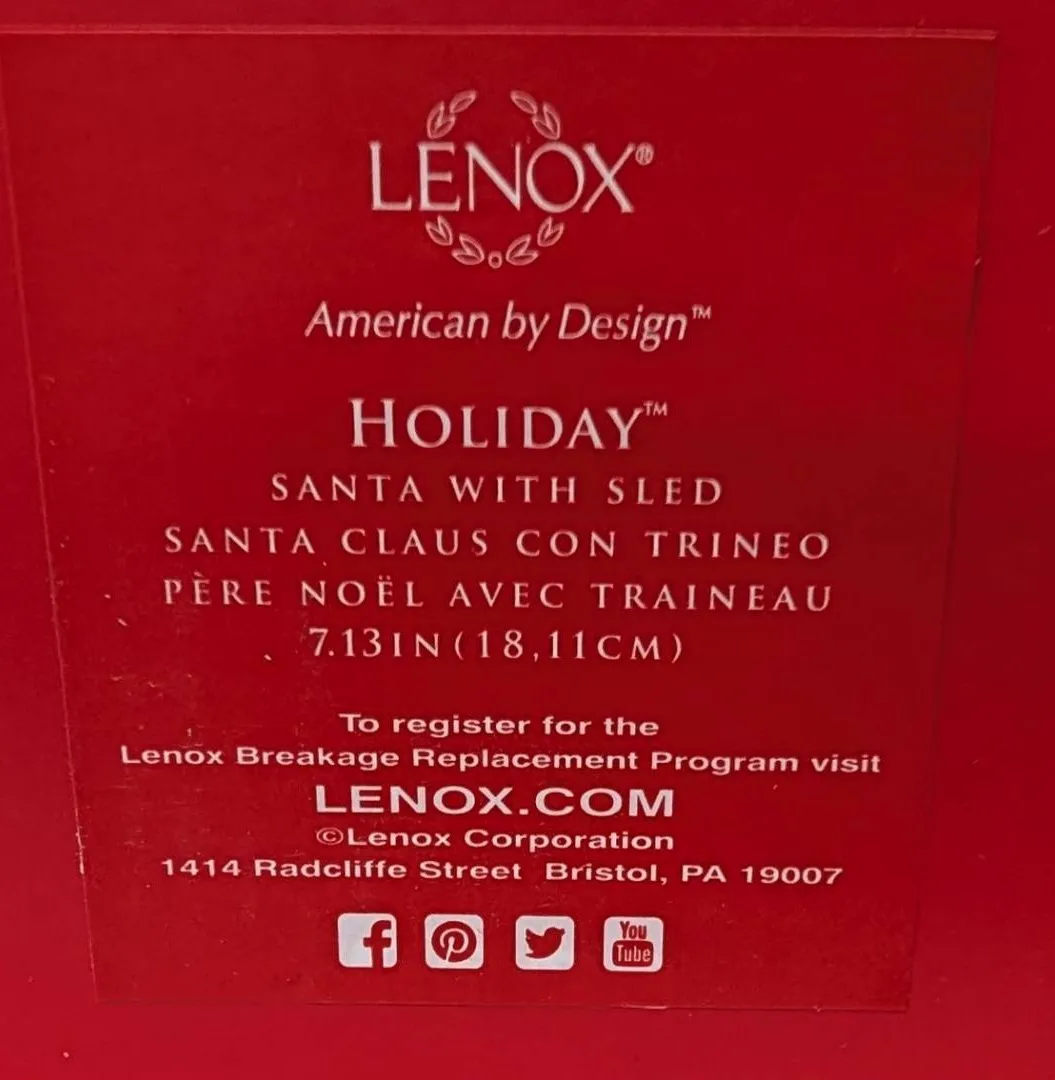 LENOX®
American by Design™
HOLIDAY™
SANTA WITH SLED
SANTA CLAUS CON TRINEO
PÈRE NOËL AVEC TRAINEAU
7.13IN(18,11CM)
To register for the
Lenox Breakage Replacement Program visit
LENOX.COM
©Lenox Corporation
1414 Radcliffe Street Bristol, PA 19007
You
Tube